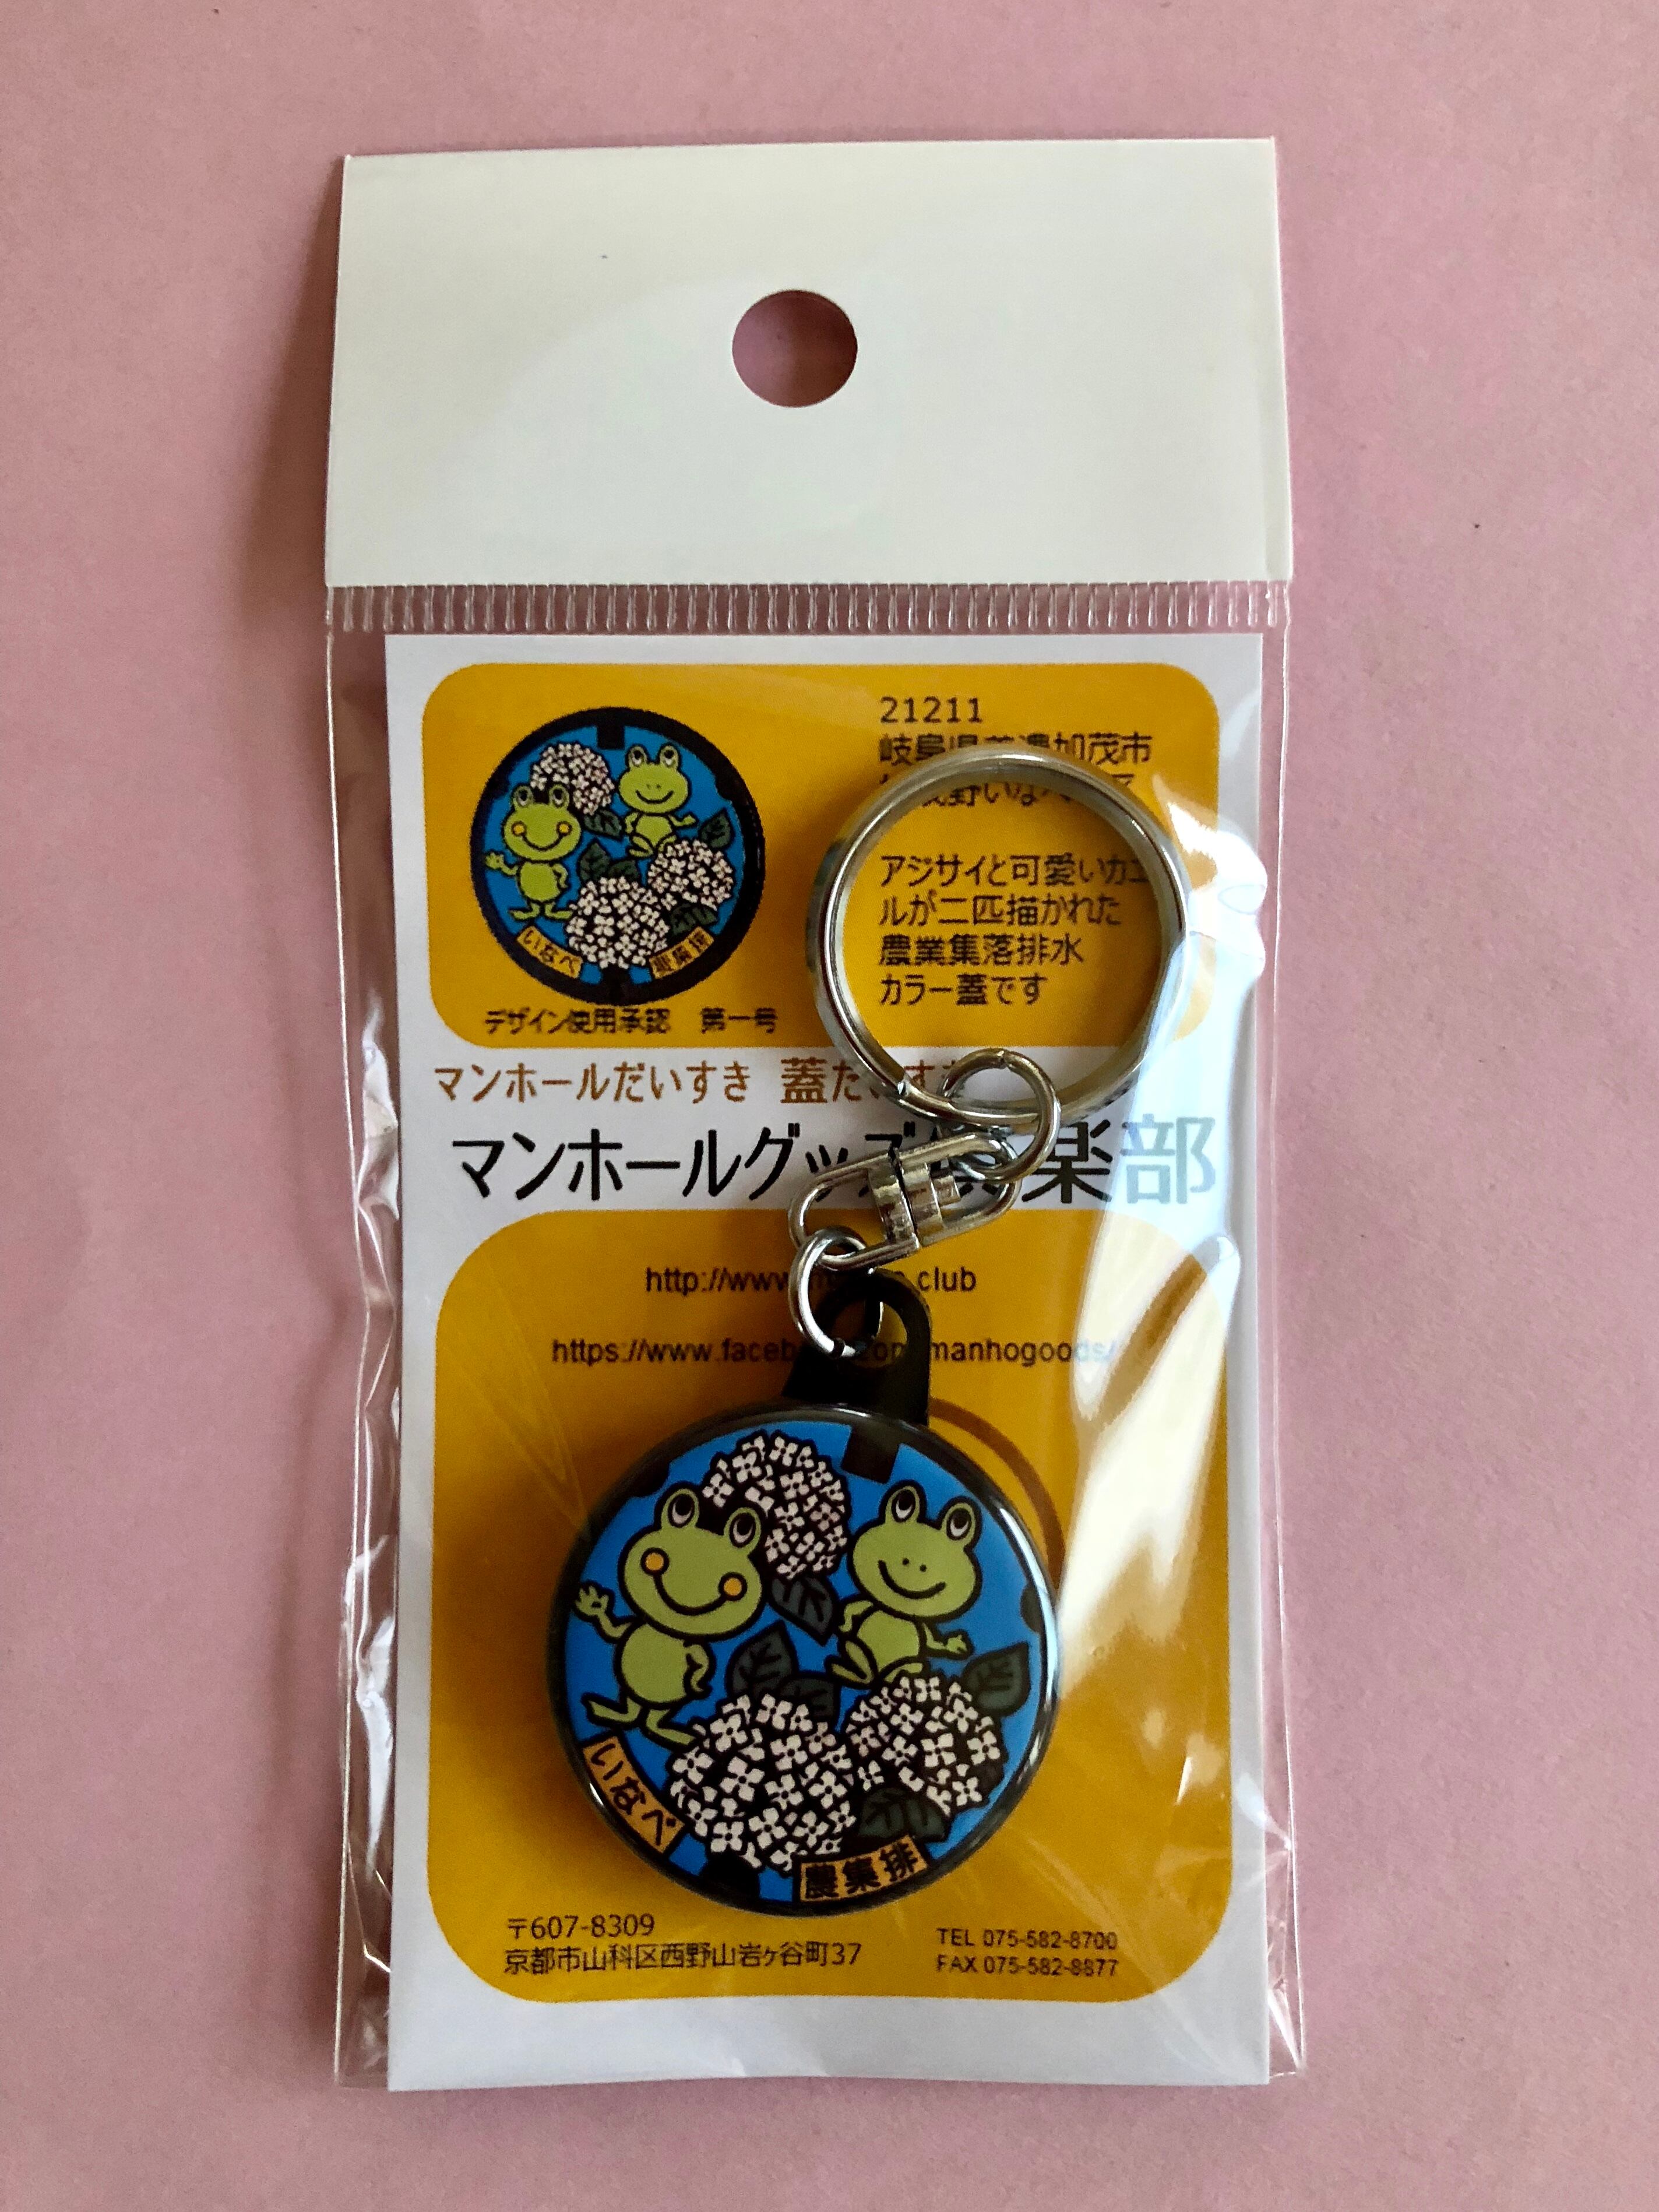 21211
岐阜県美濃加茂市
アジサイと可愛いカエ
ルが二匹描かれた
農業集落排水
カラー蓋です
いなべ
農集排
デザイン使用承認 第一号
マンホールだいすき 蓋だいすき
マンホールグッズ倶楽部
https://www.facebook.com/manhogoods/
いなべ
農集排
〒607-8309
京都市山科区西野山岩ヶ谷町37
TEL 075-582-8700
FAX 075-582-8877